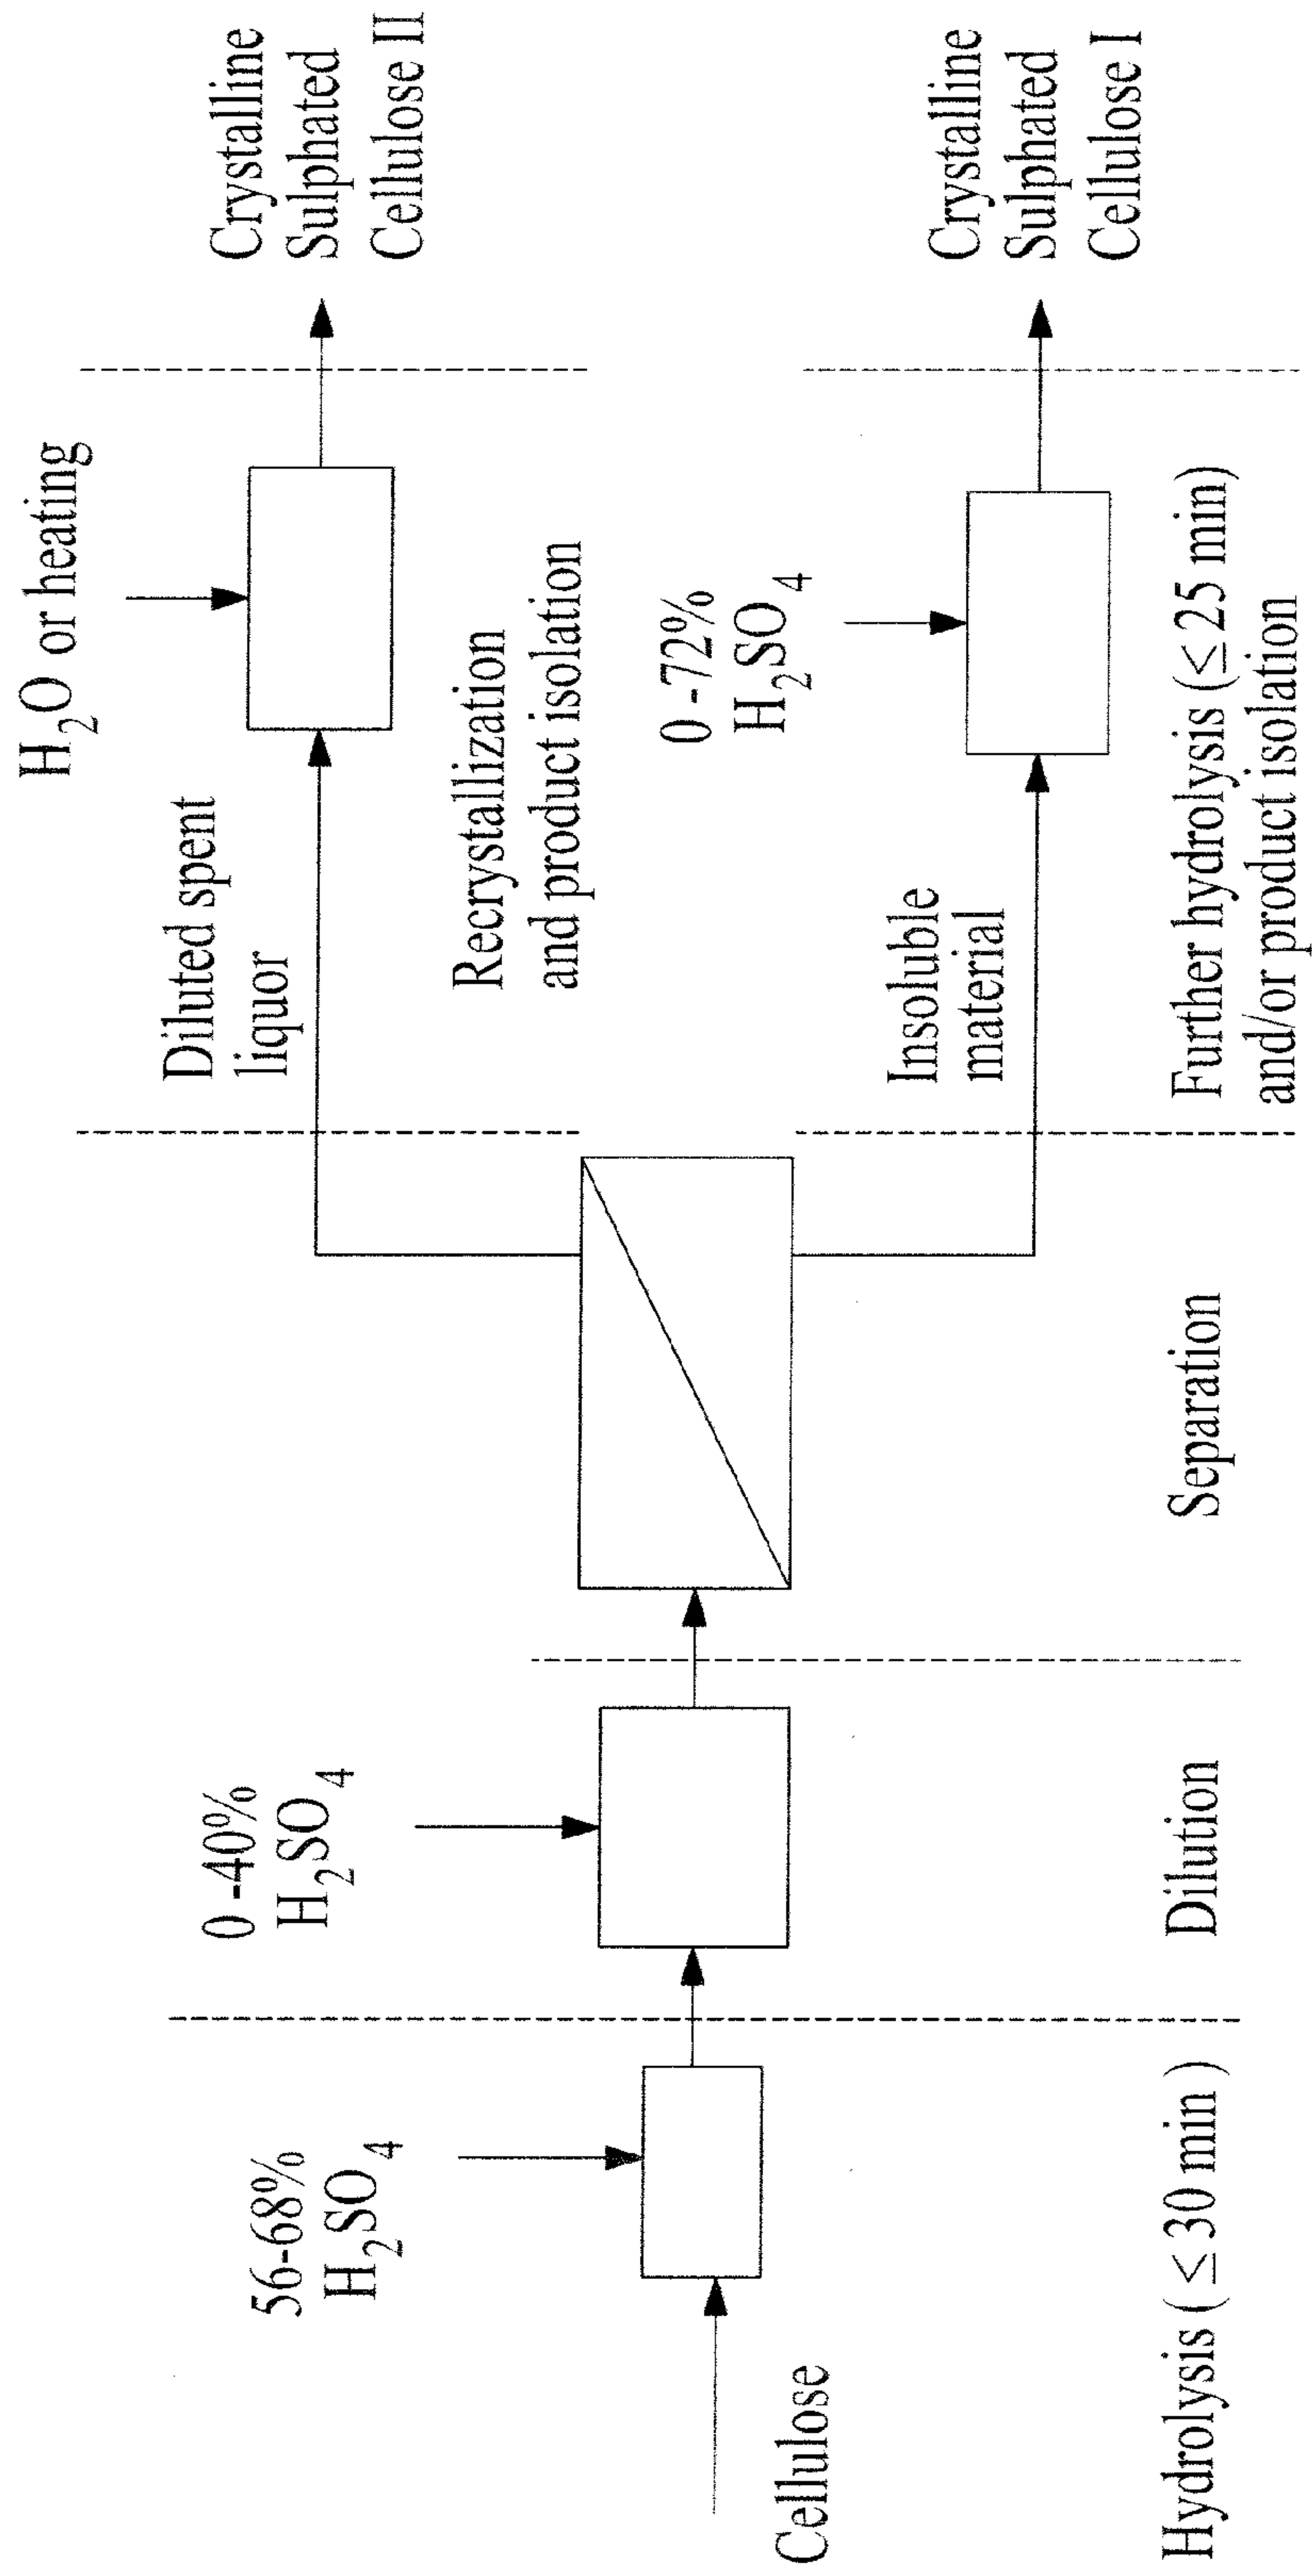 Cellulose
Hydrolysis ( ≤ 30 min )
56-68%
H₂SO₄
0 -40%
H₂SO₄
Dilution
Separation
Diluted spent
liquor
H₂O or heating
Recrystallization
and product isolation
Crystalline
Sulphated
Cellulose II
Insoluble
material
0 -72%
H₂SO₄
Further hydrolysis (≤ 25 min)
and/or product isolation
Crystalline
Sulphated
Cellulose I